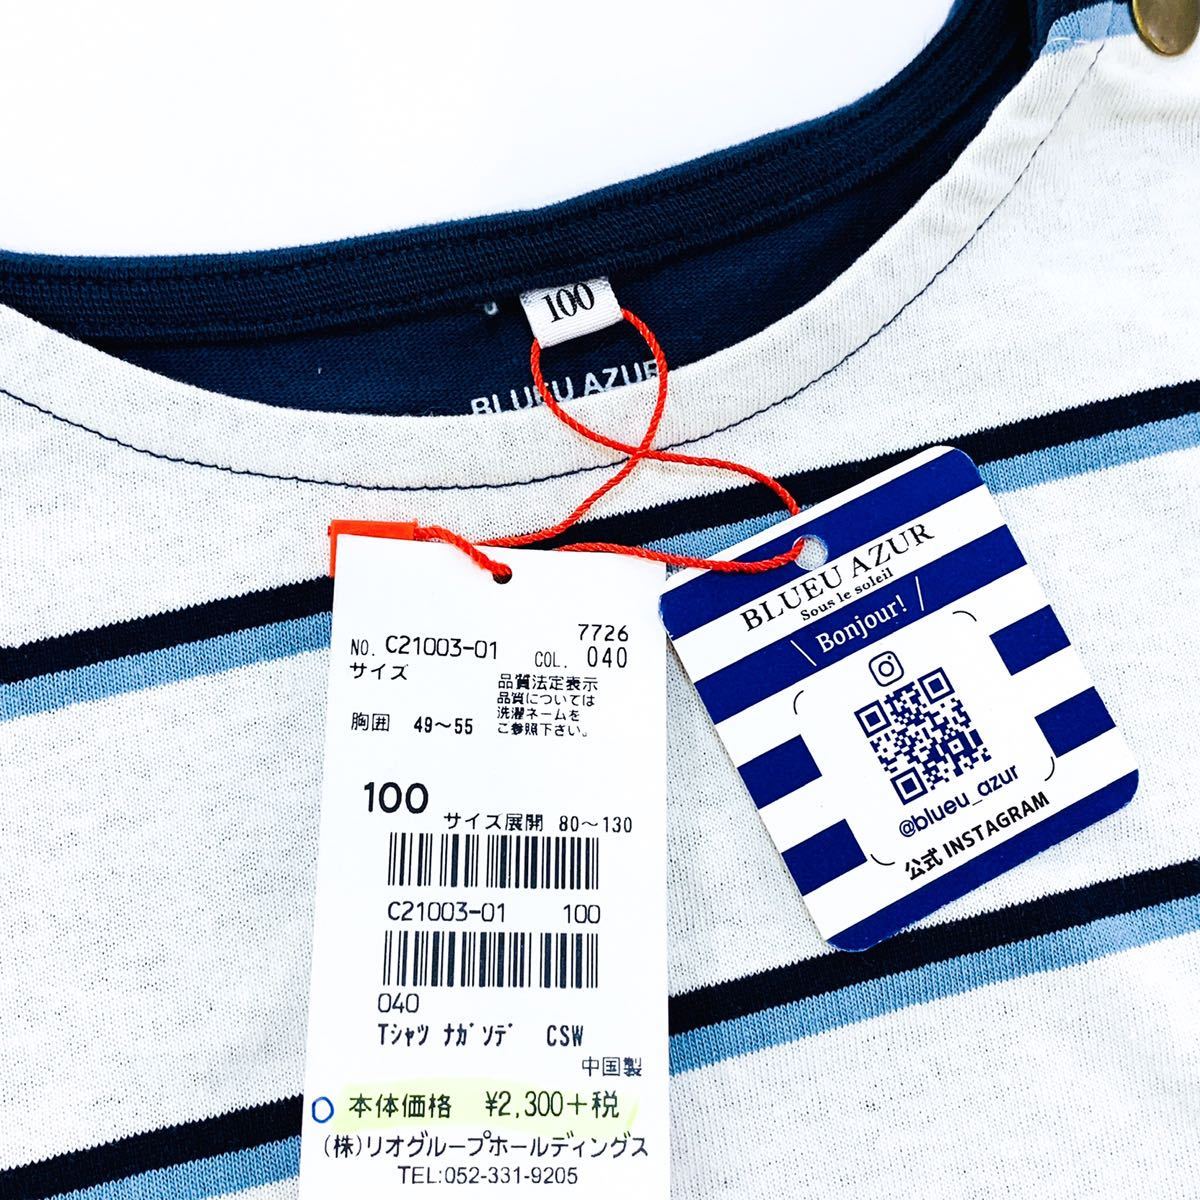 100
BLUEU AZUR
BLUEU AZUR
Sous le soleil
\ Bonjour! /
@blueu_azur
公式 INSTAGRAM
7726
NO. C21003-01 COL. 040
サイズ
品質法定表示
品質については
洗濯ネームを
ご参照下さい。
胸囲 49～55
100
サイズ展開 80～130
C21003-01 100
040
Tシャツ ナガソデ CSW
中国製
本体価格 ¥2,300+税
(株)リオグループホールディングス
TEL:052-331-9205